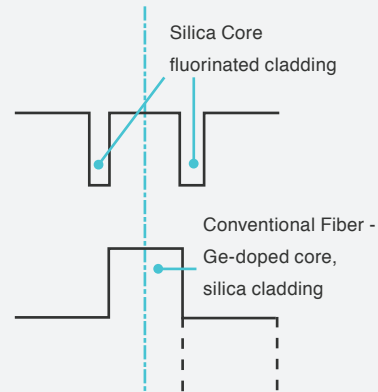 Silica Core
fluorinated cladding
Conventional Fiber -
Ge-doped core,
silica cladding